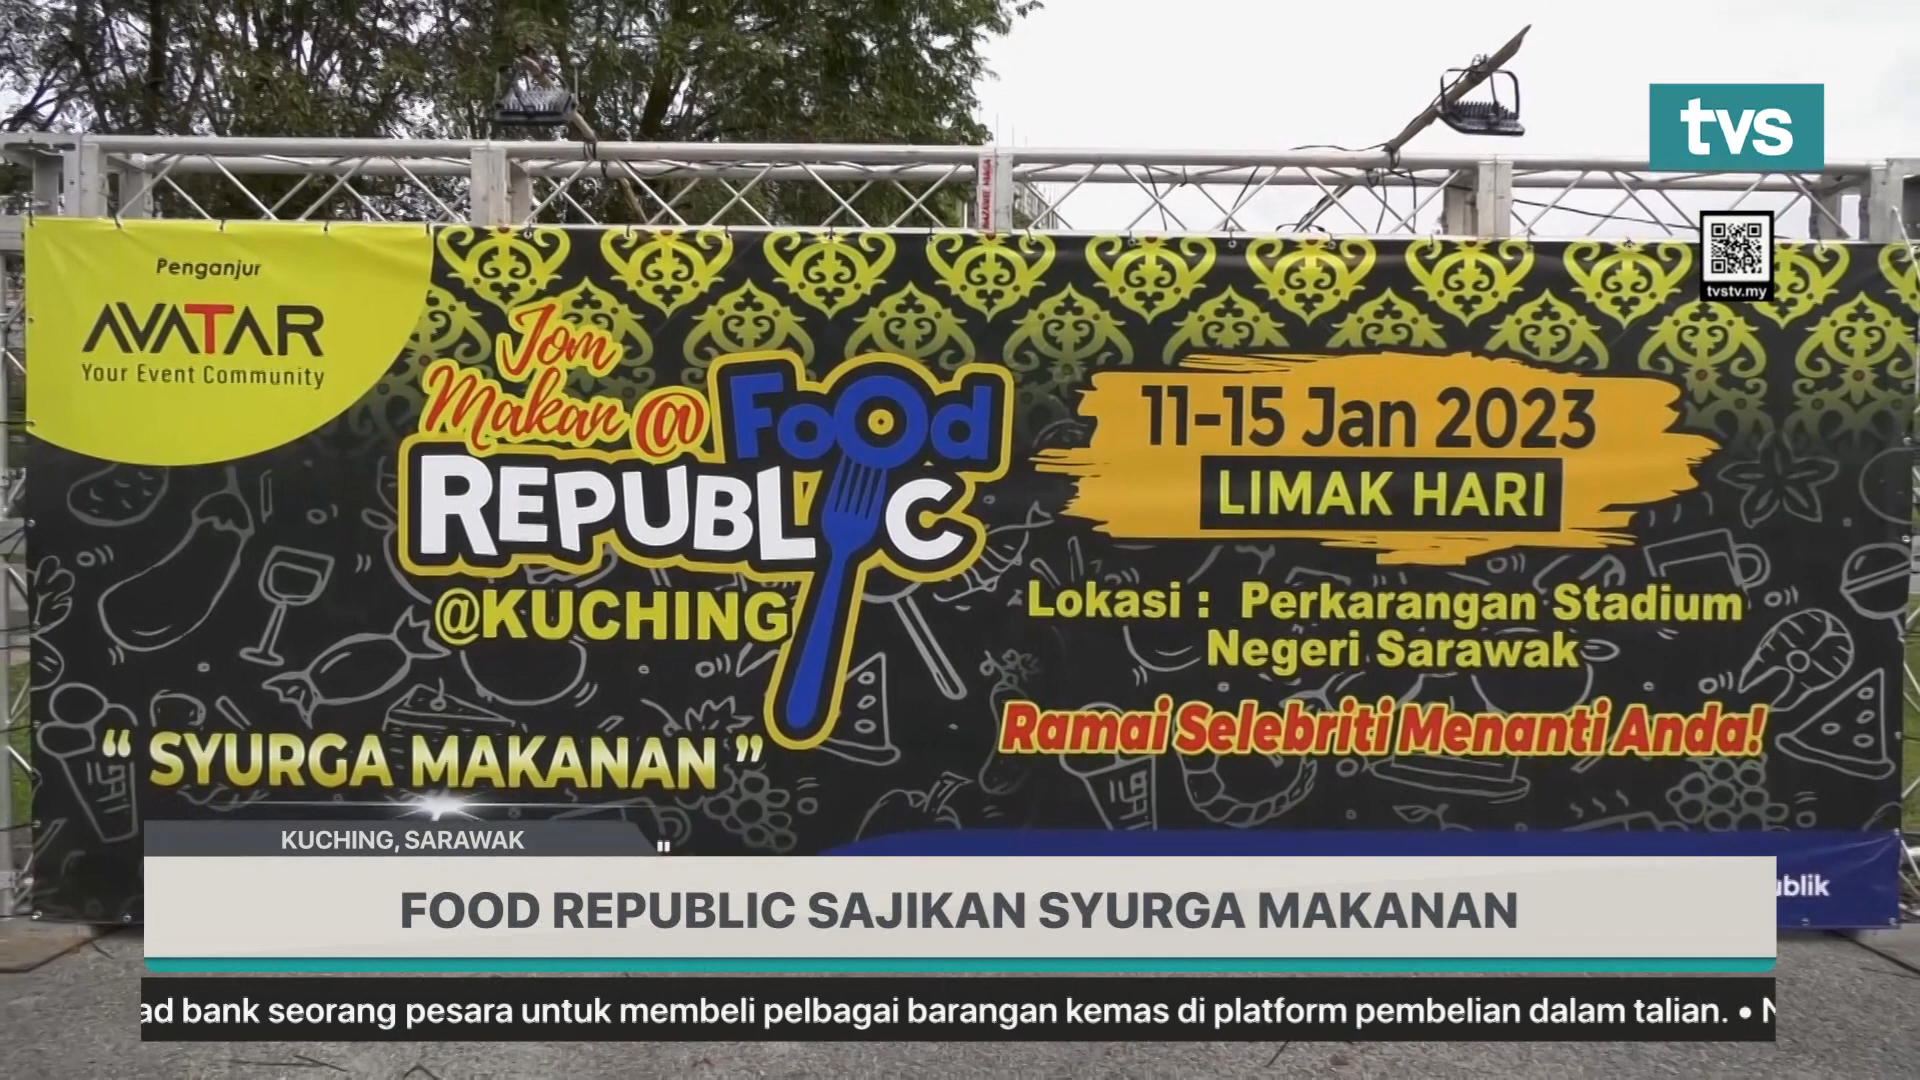 tvs
tvstv.my
Penganjur
AVATAR
Your Event Community
Jom
Makan @ Food
REPUBLIC
@KUCHING
" SYURGA MAKANAN "
11-15 Jan 2023
LIMAK HARI
Lokasi : Perkarangan Stadium
Negeri Sarawak
Ramai Selebriti Menanti Anda!
KUCHING, SARAWAK
FOOD REPUBLIC SAJIKAN SYURGA MAKANAN
bank seorang pesara untuk membeli pelbagai barangan kemas di platform pembelian dalam talian. •